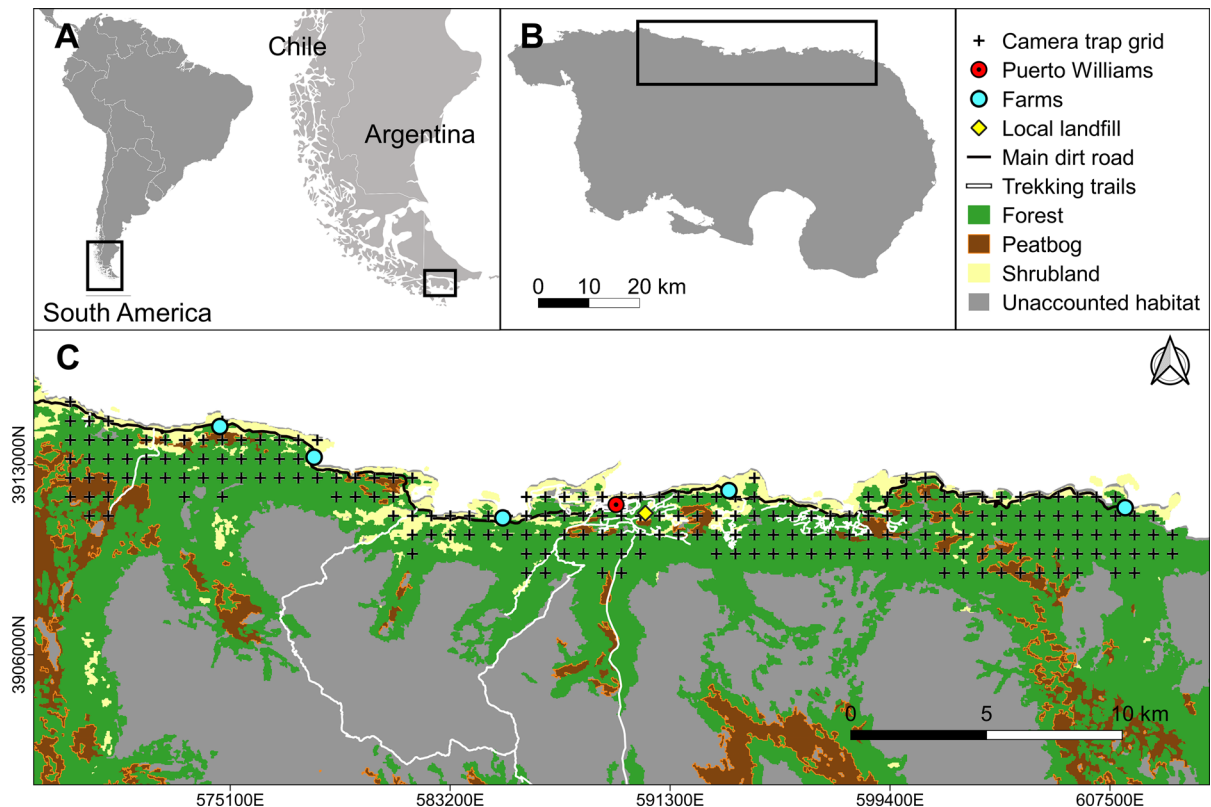 A
Chile
Argentina
South America
B
0 10 20 km
Camera trap grid
Puerto Williams
Farms
Local landfill
Main dirt road
Trekking trails
Forest
Peatbog
Shrubland
Unaccounted habitat
C
3913000N
3906000N
0 5 10 km
575100E 583200E 591300E 599400E 607500E